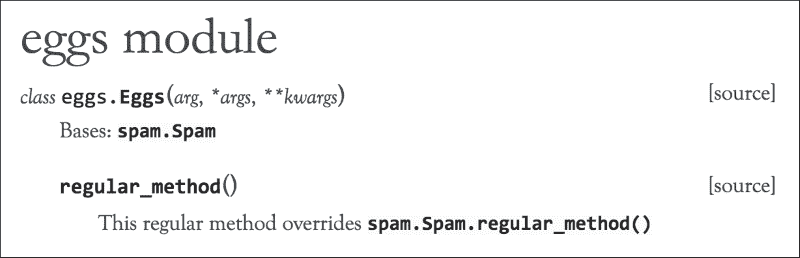 eggs module
class eggs.Eggs(arg, *args, **kwargs) [source]
Bases: spam.Spam
regular_method() [source]
This regular method overrides spam.Spam.regular_method()